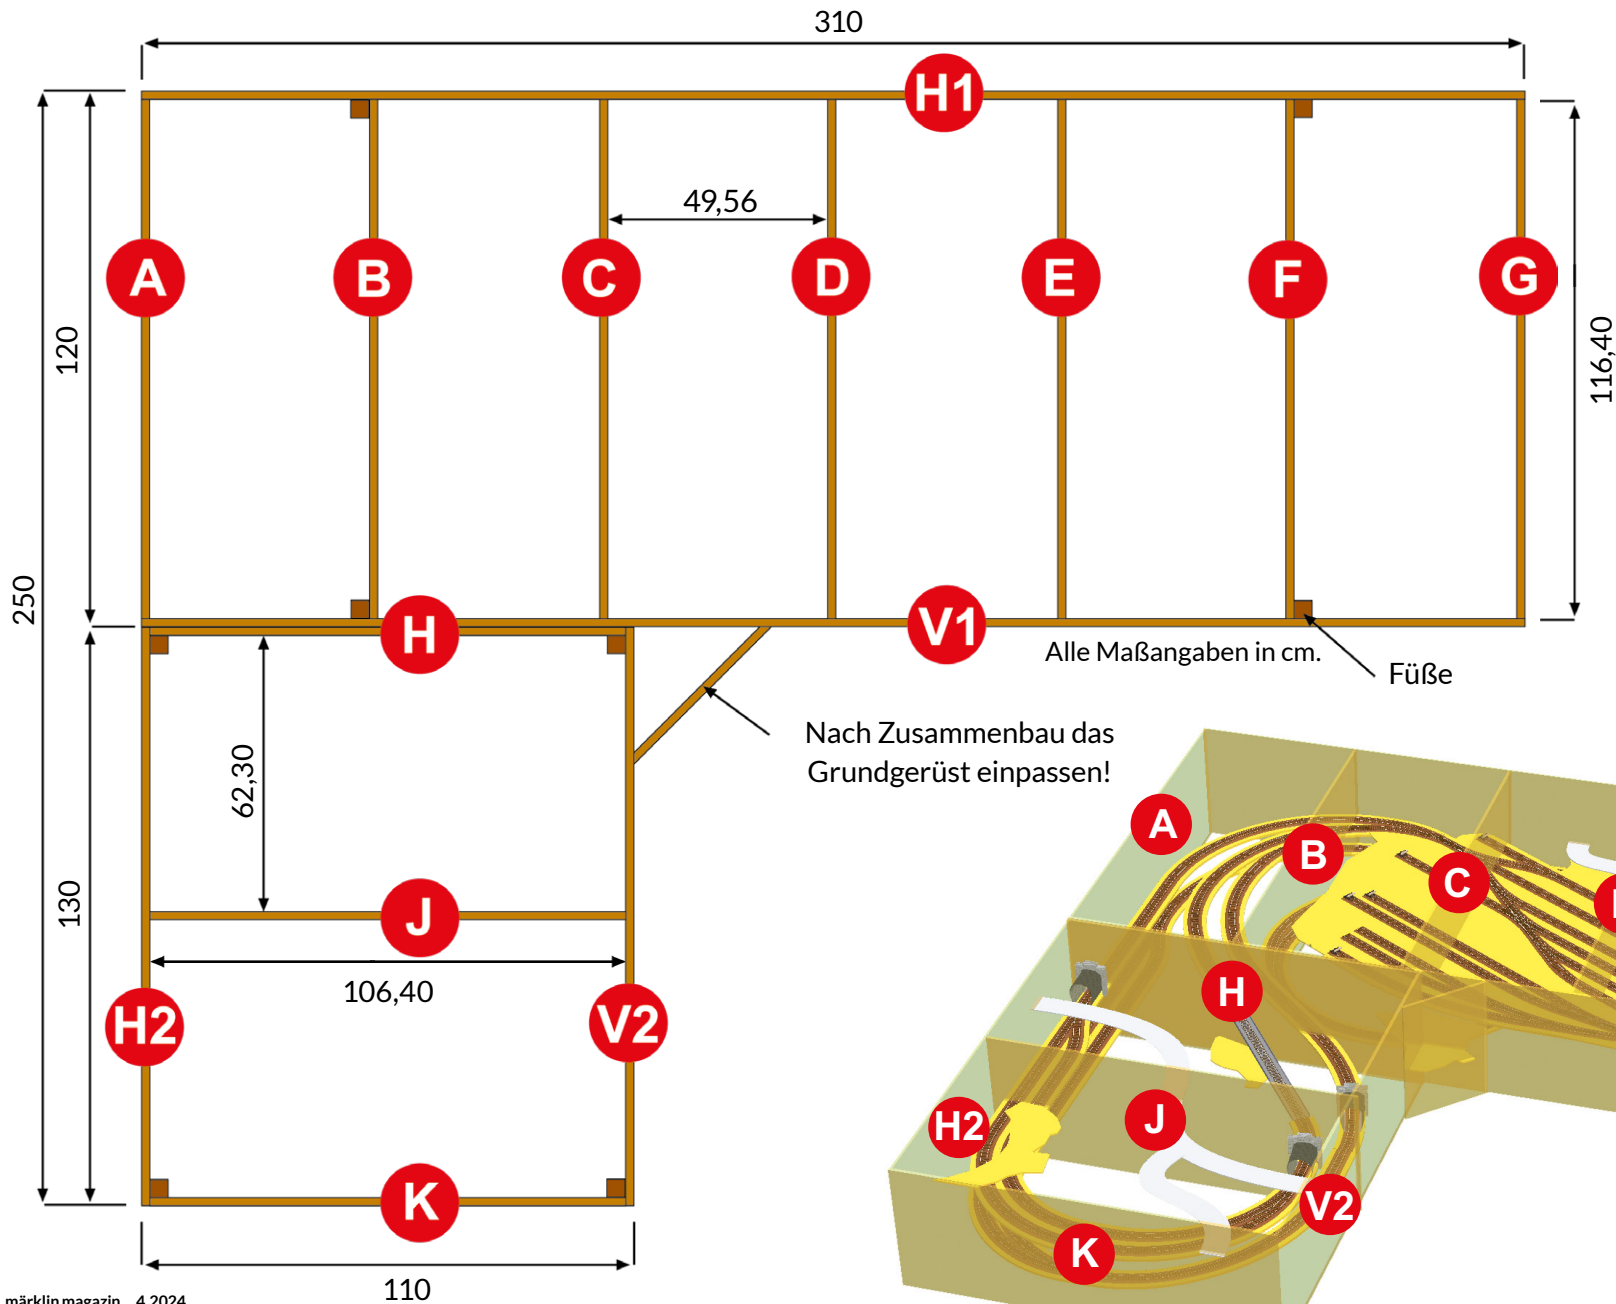 310
H1
49,56
A
B
C
D
E
F
G
120
116,40
250
H
V1
Alle Maßangaben in cm.
Füße
Nach Zusammenbau das
Grundgerüst einpassen!
62,30
130
J
106,40
H2
V2
K
110
A
B
C
H
H2
J
V2
K
märklin magazin 4.2024